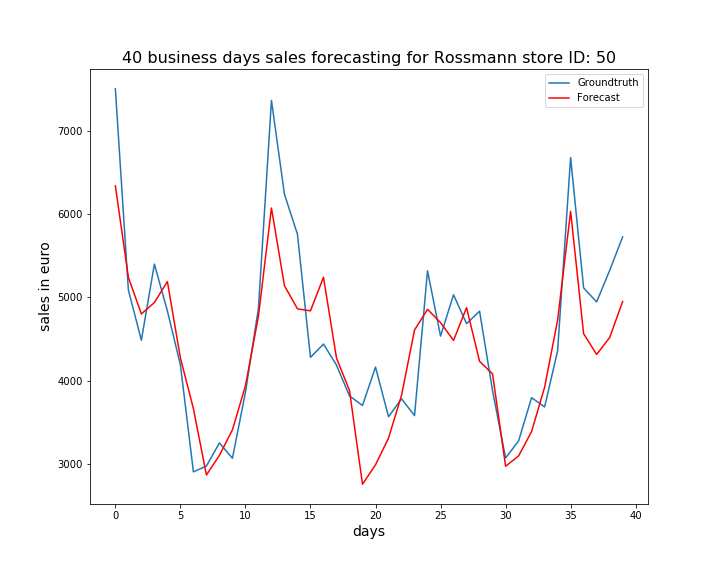 40 business days sales forecasting for Rossmann store ID: 50
Groundtruth
Forecast
7000
6000
5000
4000
3000
sales in euro
0 5 10 15 20 25 30 35 40
days